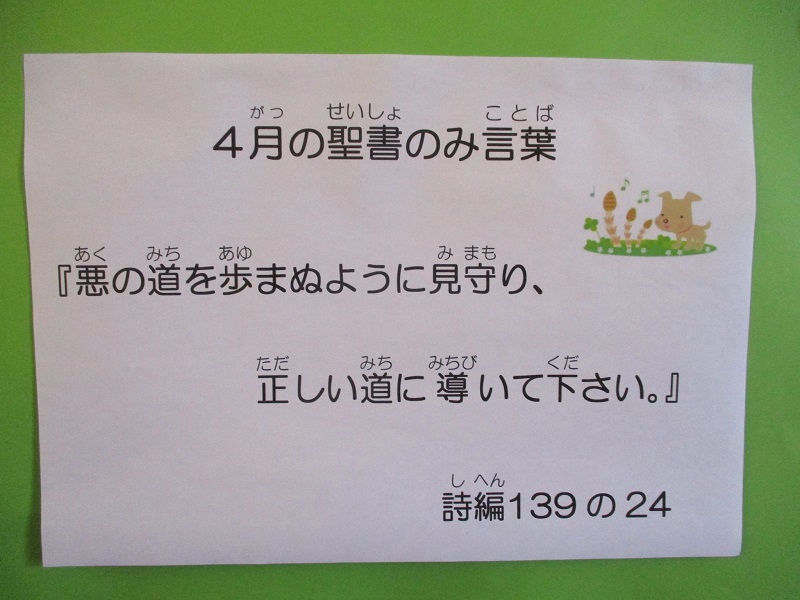 がつ せいしょ ことば
４月の聖書のみ言葉
あく みち あゆ み まも
『悪の道を歩まぬように見守り、
ただ みち みちび くだ
正しい道に導いて下さい。』
し へん
詩編139の24